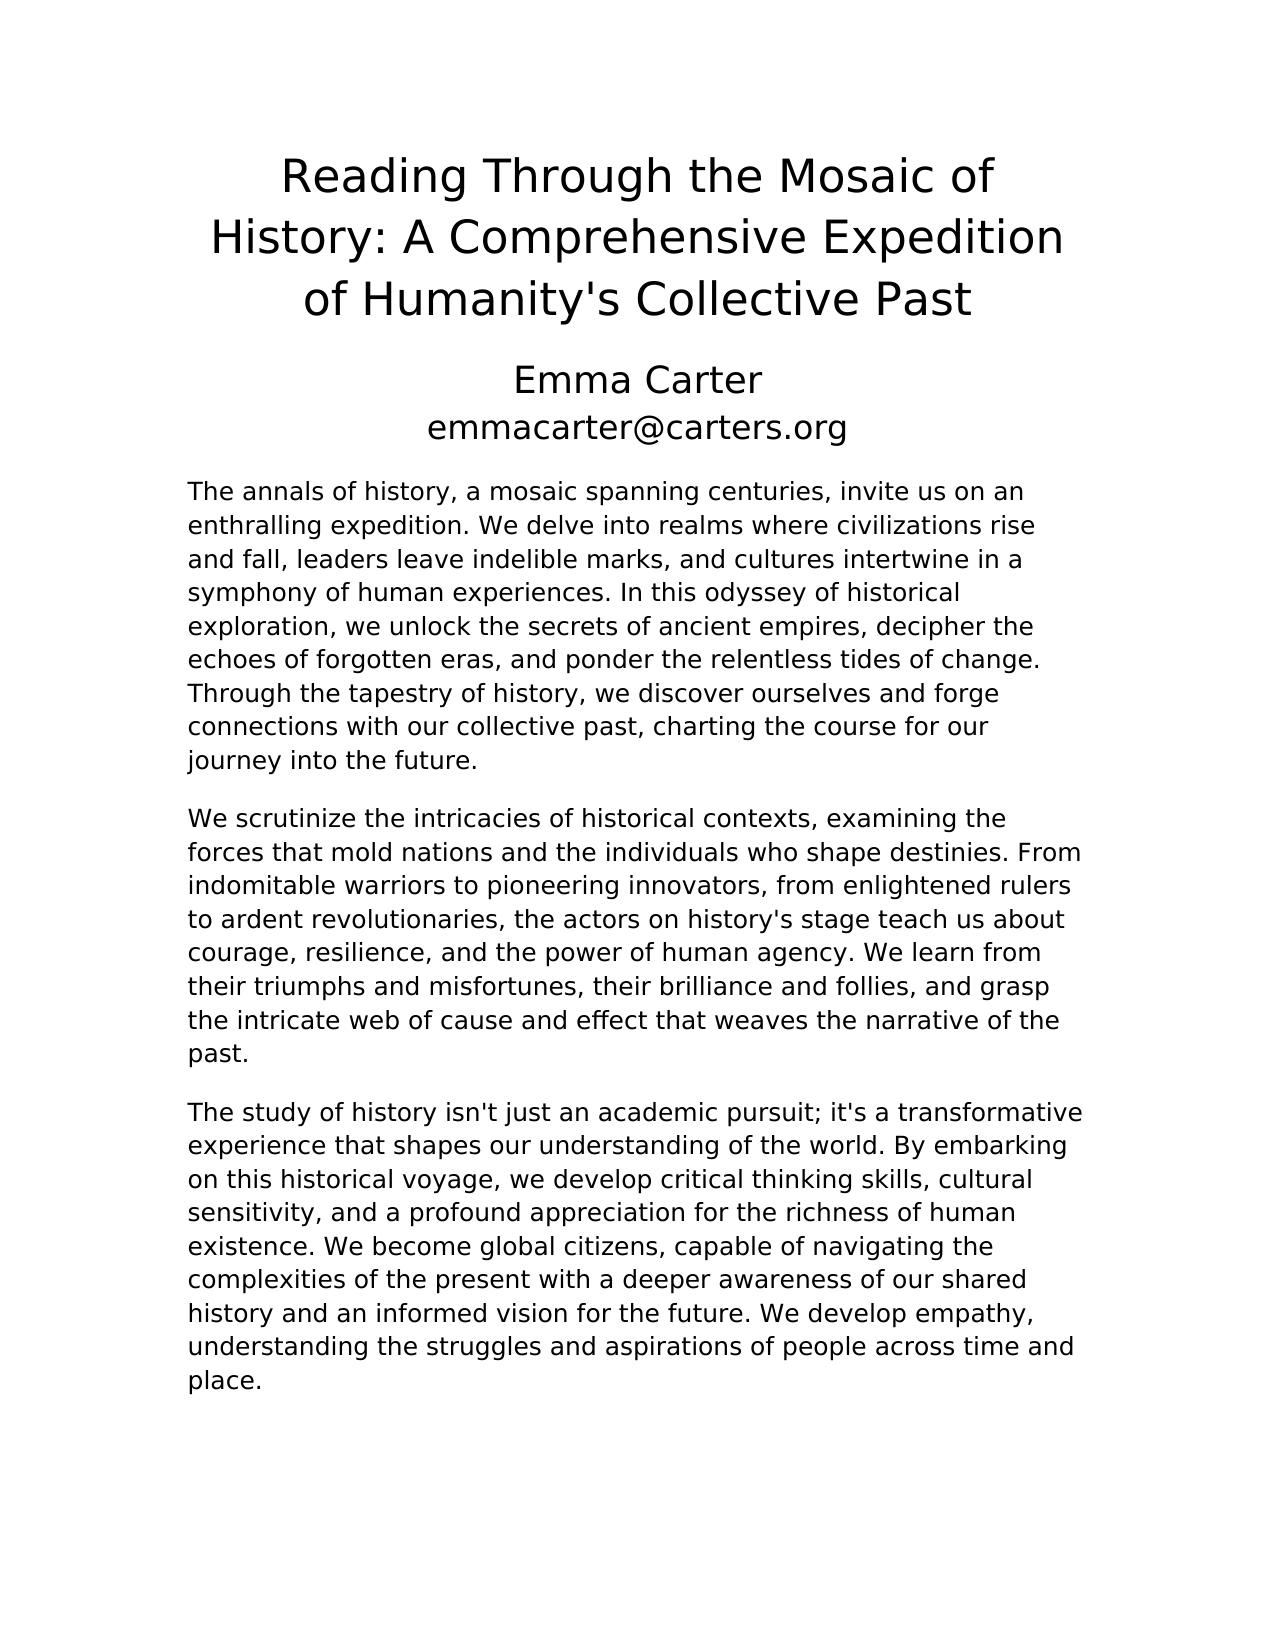 Reading Through the Mosaic of
History: A Comprehensive Expedition
of Humanity's Collective Past
Emma Carter
emmacarter@carters.org
The annals of history, a mosaic spanning centuries, invite us on an
enthralling expedition. We delve into realms where civilizations rise
and fall, leaders leave indelible marks, and cultures intertwine in a
symphony of human experiences. In this odyssey of historical
exploration, we unlock the secrets of ancient empires, decipher the
echoes of forgotten eras, and ponder the relentless tides of change.
Through the tapestry of history, we discover ourselves and forge
connections with our collective past, charting the course for our
journey into the future.
We scrutinize the intricacies of historical contexts, examining the
forces that mold nations and the individuals who shape destinies. From
indomitable warriors to pioneering innovators, from enlightened rulers
to ardent revolutionaries, the actors on history's stage teach us about
courage, resilience, and the power of human agency. We learn from
their triumphs and misfortunes, their brilliance and follies, and grasp
the intricate web of cause and effect that weaves the narrative of the
past.
The study of history isn't just an academic pursuit; it's a transformative
experience that shapes our understanding of the world. By embarking
on this historical voyage, we develop critical thinking skills, cultural
sensitivity, and a profound appreciation for the richness of human
existence. We become global citizens, capable of navigating the
complexities of the present with a deeper awareness of our shared
history and an informed vision for the future. We develop empathy,
understanding the struggles and aspirations of people across time and
place.